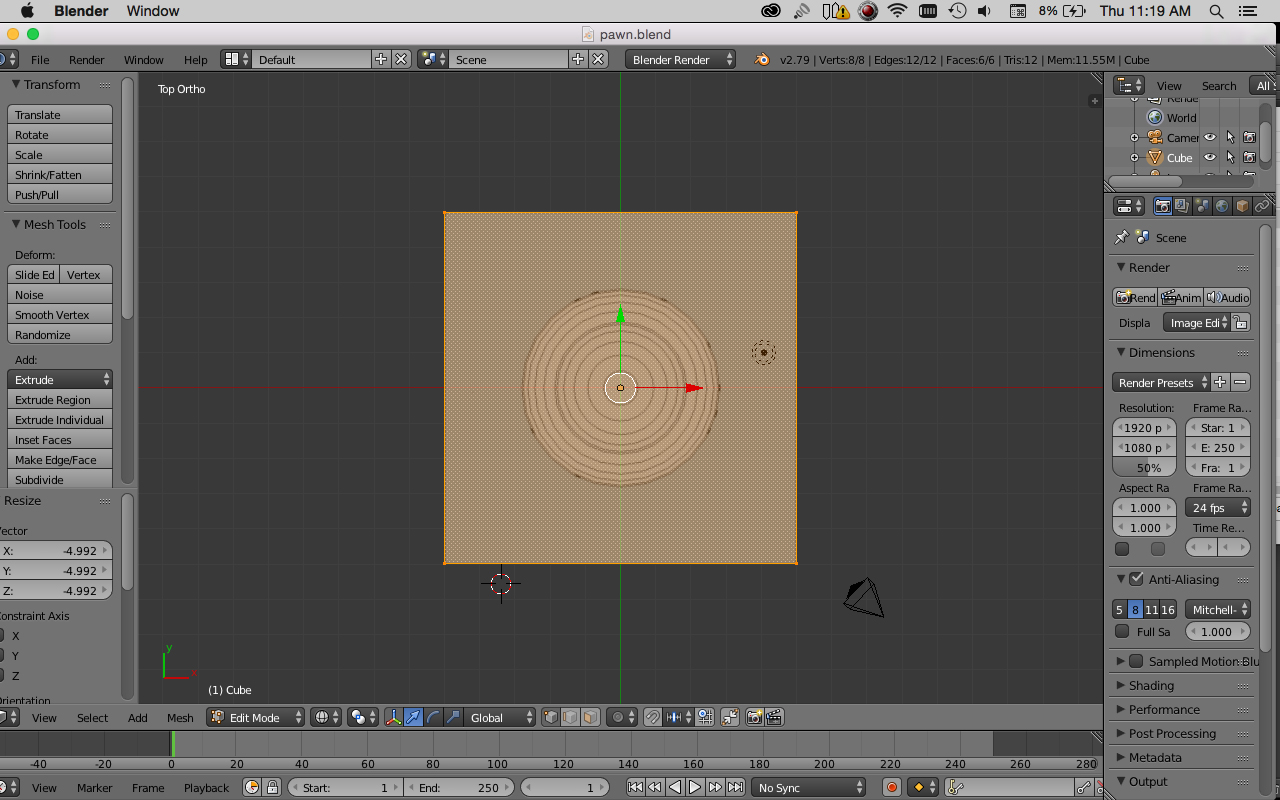 Blender Window 8% Thu 11:19 AM
pawn.blend
File Render Window Help Default Scene Blender Render v2.79 | Verts:8/8 | Edges:12/12 | Faces:6/6 | Tris:12 | Mem:11.55M | Cube
Transform
Translate
Rotate
Scale
Shrink/Fatten
Push/Pull
Mesh Tools
Deform:
Slide Ed Vertex
Noise
Smooth Vertex
Randomize
Add:
Extrude
Extrude Region
Extrude Individual
Inset Faces
Make Edge/Face
Subdivide
Resize
Vector
X: -4.992
Y: -4.992
Z: -4.992
Constraint Axis
X
Y
Z
Orientation
Top Ortho
y
x
(1) Cube
View Search All S
World
Camer
Cube
Scene
Render
Rend Anim Audio
Displa Image Edi
Dimensions
Render Presets
Resolution: Frame Ra...
1920 p Star: 1
1080 p E: 250
50% Fra: 1
Aspect Ra Frame Ra...
1.000 24 fps
1.000 Time Re...
Anti-Aliasing
5 8 11 16 Mitchell-
Full Sa 1.000
Sampled Motion Blu
Shading
Performance
Post Processing
Metadata
Output
View Select Add Mesh Edit Mode Global
-40 -20 0 20 40 60 80 100 120 140 160 180 200 220 240 260 280
View Marker Frame Playback Start: 1 End: 250 1 No Sync